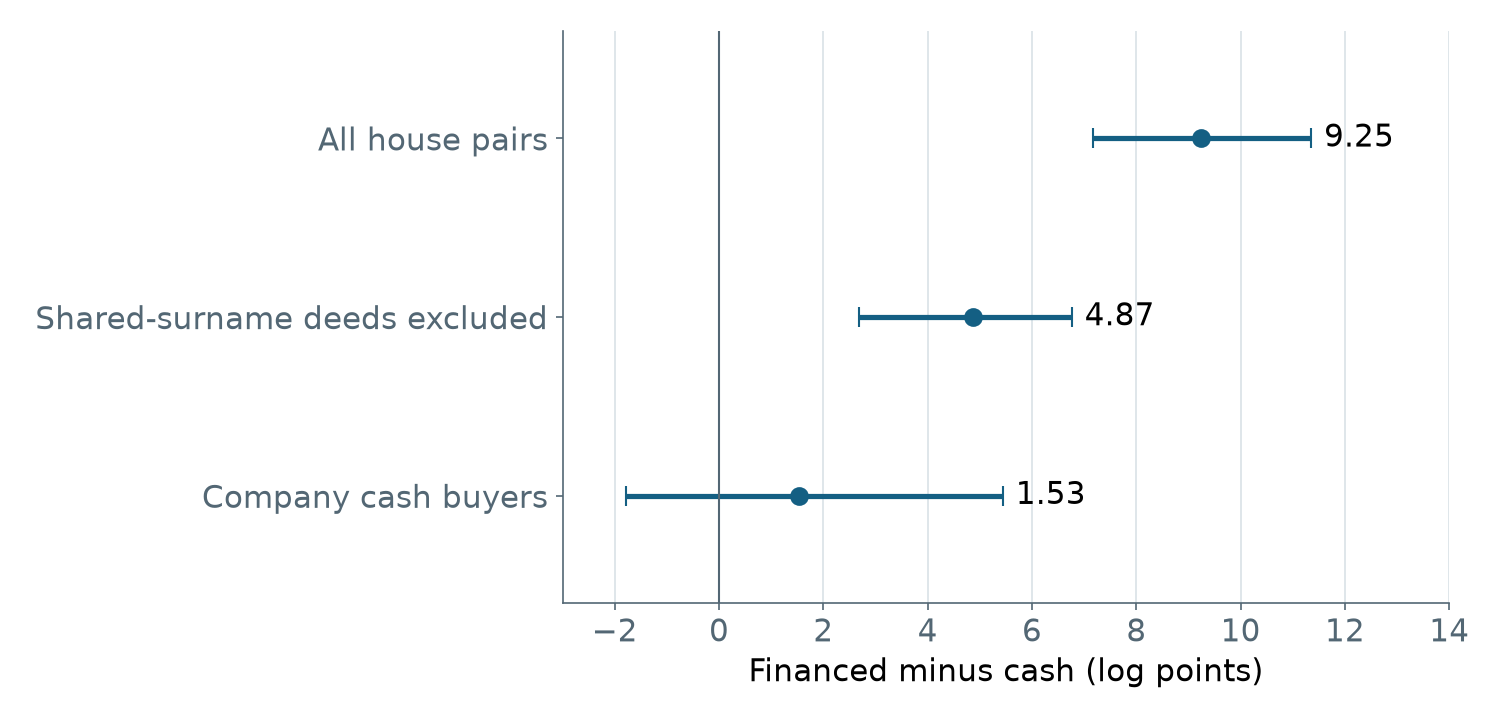 All house pairs
9.25
Shared-surname deeds excluded
4.87
Company cash buyers
1.53
−2 0 2 4 6 8 10 12 14
Financed minus cash (log points)